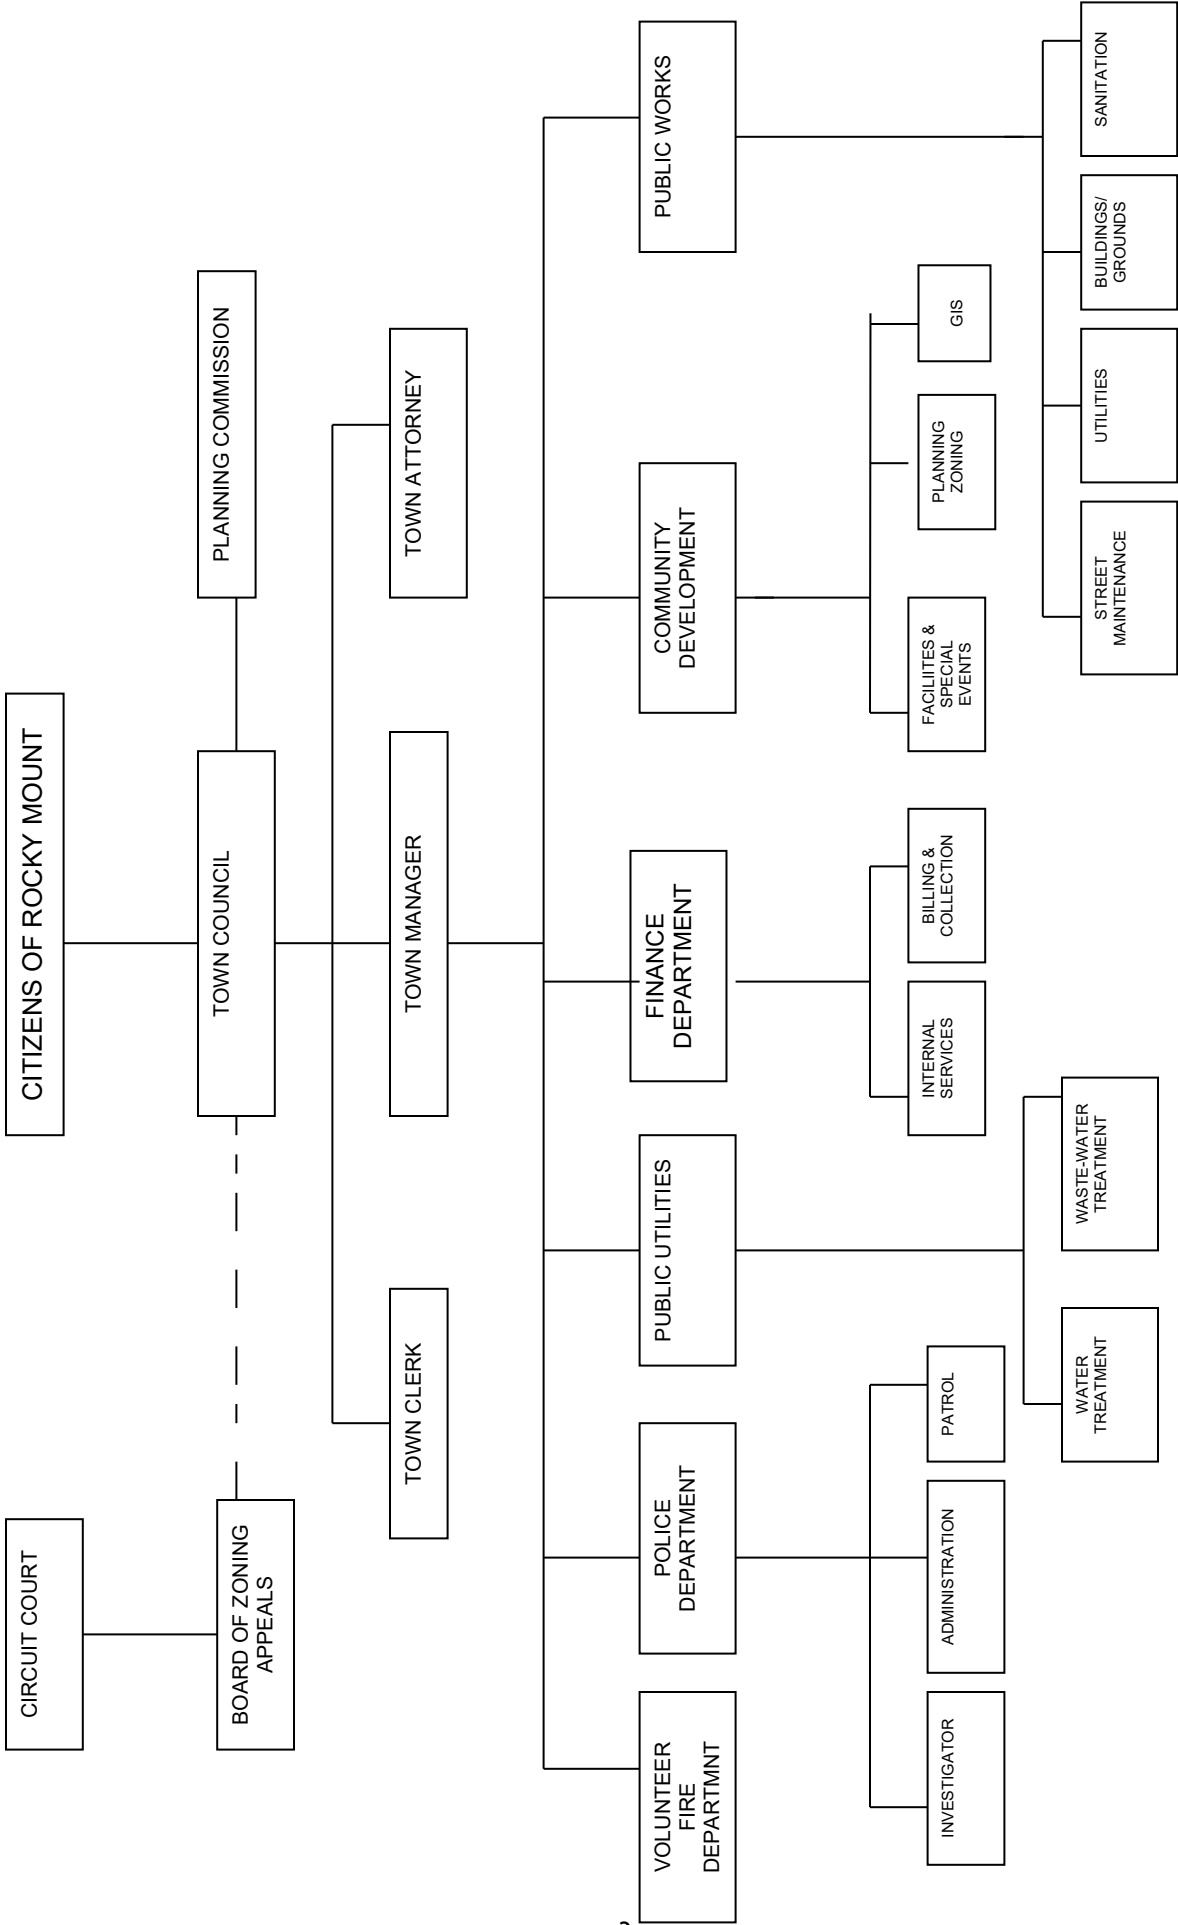 CIRCUIT COURT
CITIZENS OF ROCKY MOUNT
BOARD OF ZONING
APPEALS
TOWN COUNCIL
PLANNING COMMISSION
TOWN CLERK
TOWN MANAGER
TOWN ATTORNEY
VOLUNTEER
FIRE
DEPARTMNT
POLICE
DEPARTMENT
PUBLIC UTILITIES
FINANCE
DEPARTMENT
COMMUNITY
DEVELOPMENT
PUBLIC WORKS
INVESTIGATOR
ADMINISTRATION
PATROL
INTERNAL
SERVICES
BILLING &
COLLECTION
FACILIITES &
SPECIAL
EVENTS
PLANNING
ZONING
GIS
WATER
TREATMENT
WASTE-WATER
TREATMENT
STREET
MAINTENANCE
UTILITIES
BUILDINGS/
GROUNDS
SANITATION